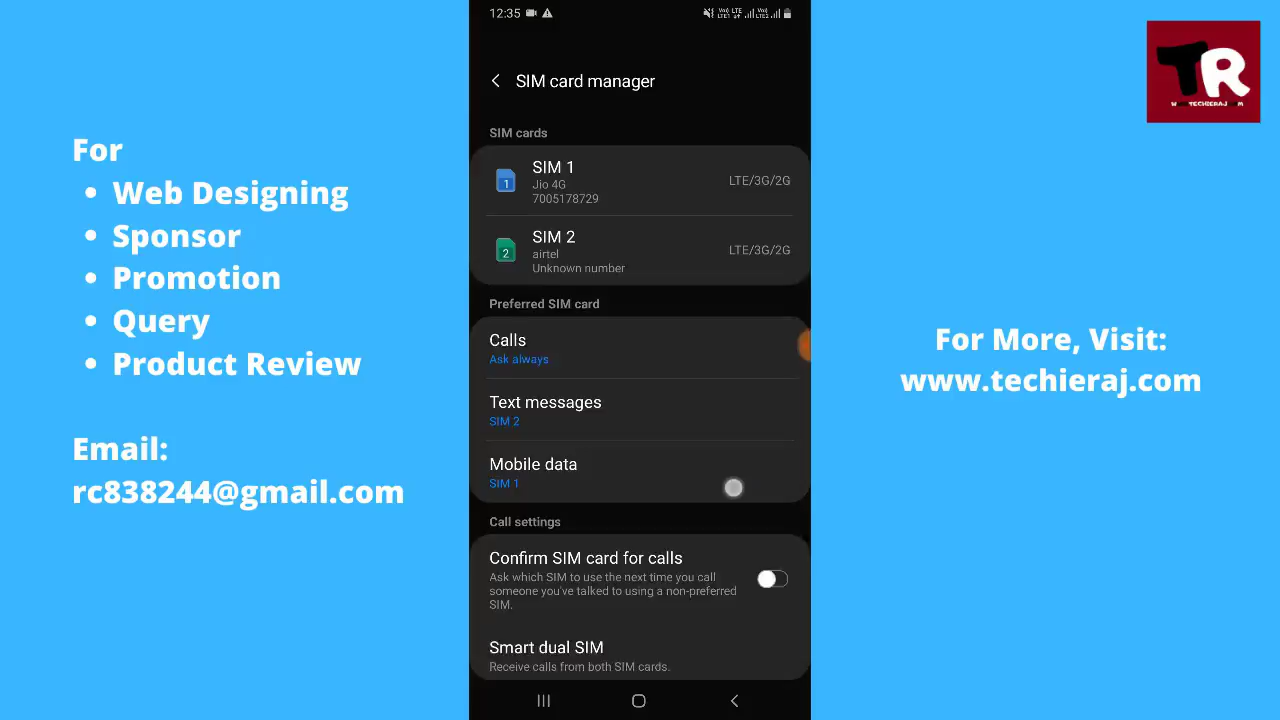 For
• Web Designing
• Sponsor
• Promotion
• Query
• Product Review
Email:
rc838244@gmail.com
12:35
SIM card manager
SIM cards
1
SIM 1
Jio 4G
7005178729
LTE/3G/2G
2
SIM 2
airtel
Unknown number
LTE/3G/2G
Preferred SIM card
Calls
Ask always
Text messages
SIM 2
Mobile data
SIM 1
Call settings
Confirm SIM card for calls
Ask which SIM to use the next time you call
someone you've talked to using a non-preferred
SIM.
Smart dual SIM
Receive calls from both SIM cards.
TR
For More, Visit:
www.techieraj.com